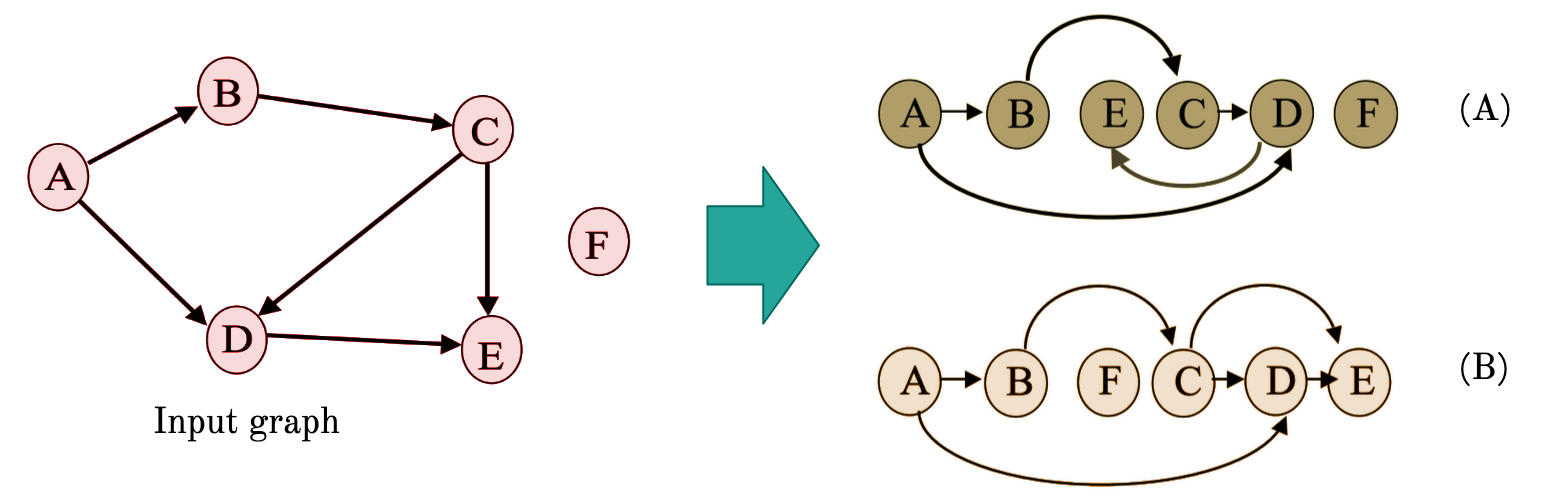 B
C
A
F
D
E
Input graph
A B E C D F (A)
A B F C D E (B)